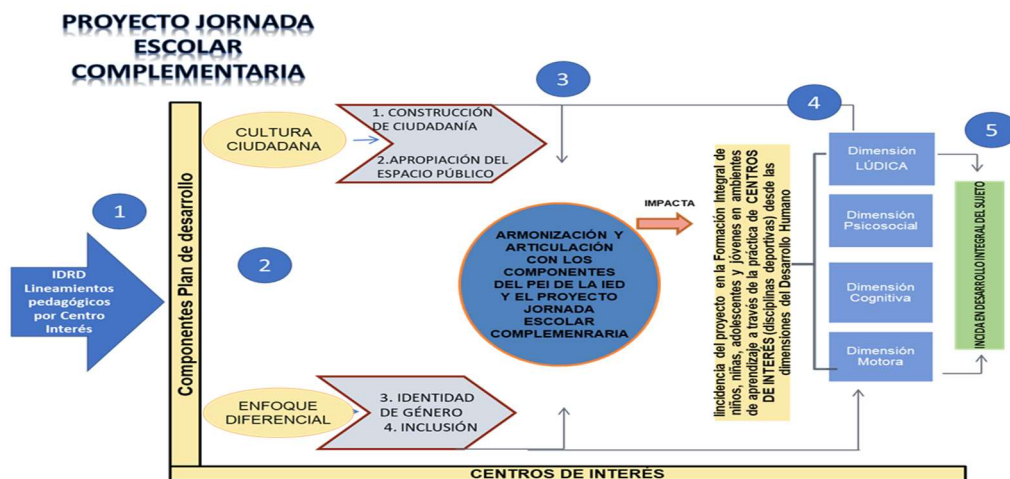 PROYECTO JORNADA
ESCOLAR
COMPLEMENTARIA
1
IDRD
Lineamientos
pedagógicos
por Centro
Interés
Componentes Plan de desarrollo
2
CULTURA
CIUDADANA
1. CONSTRUCCIÓN
DE CIUDADANÍA
2.APROPIACIÓN DEL
ESPACIO PÚBLICO
ENFOQUE
DIFERENCIAL
3. IDENTIDAD
DE GÉNERO
4. INCLUSIÓN
3
ARMONIZACIÓN Y
ARTICULACIÓN
CON LOS
COMPONENTES
DEL PEI DE LA IED
Y EL PROYECTO
JORNADA
ESCOLAR
COMPLEMENRARIA
IMPACTA
Iincidencia del proyecto en la Formación Integral de
niños, niñas, adolescentes y jóvenes en ambientes
de aprendizaje a través de la práctica de CENTROS
DE INTERÉS (disciplinas deportivas) desde las
dimensiones del Desarrollo Humano
4
Dimensión
LÚDICA
Dimensión
Psicosocial
Dimensión
Cognitiva
Dimensión
Motora
5
INCIDA EN DESARROLLO INTEGRAL DEL SUJETO
CENTROS DE INTERÉS